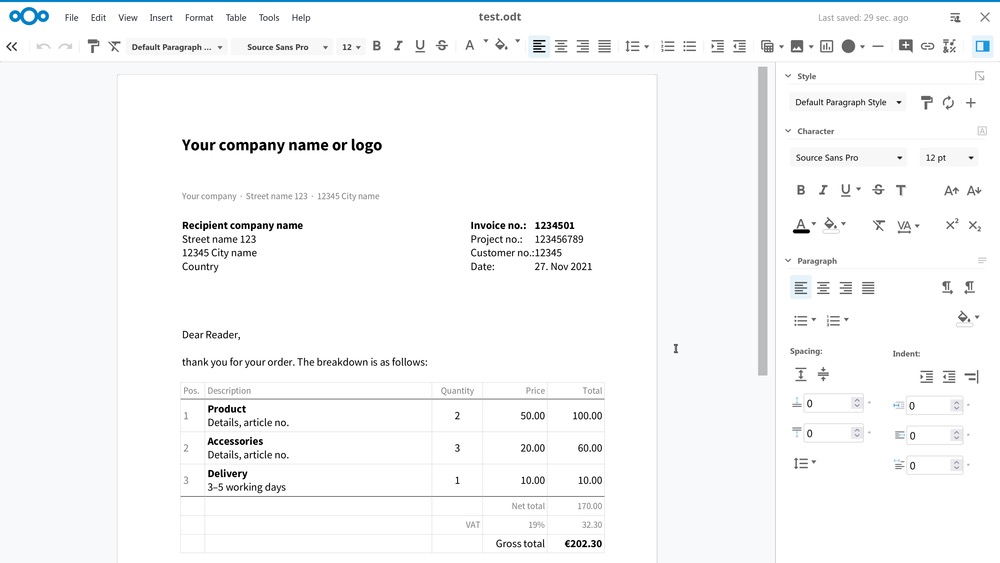 File Edit View Insert Format Table Tools Help test.odt Last saved: 29 sec. ago
Default Paragraph ... Source Sans Pro 12 B I U S A
Style
Default Paragraph Style
Character
Source Sans Pro 12 pt
B I U S T A A
A VA X² X₂
Paragraph
Spacing: Indent:
0 0
0 0
0
Your company name or logo
Your company · Street name 123 · 12345 City name
Recipient company name
Street name 123
12345 City name
Country
Invoice no.: 1234501
Project no.: 123456789
Customer no.:12345
Date: 27. Nov 2021
Dear Reader,
thank you for your order. The breakdown is as follows:
Pos. Description Quantity Price Total
1 Product 2 50.00 100.00
Details, article no.
2 Accessories 3 20.00 60.00
Details, article no.
3 Delivery 1 10.00 10.00
3–5 working days
Net total 170.00
VAT 19% 32.30
Gross total €202.30